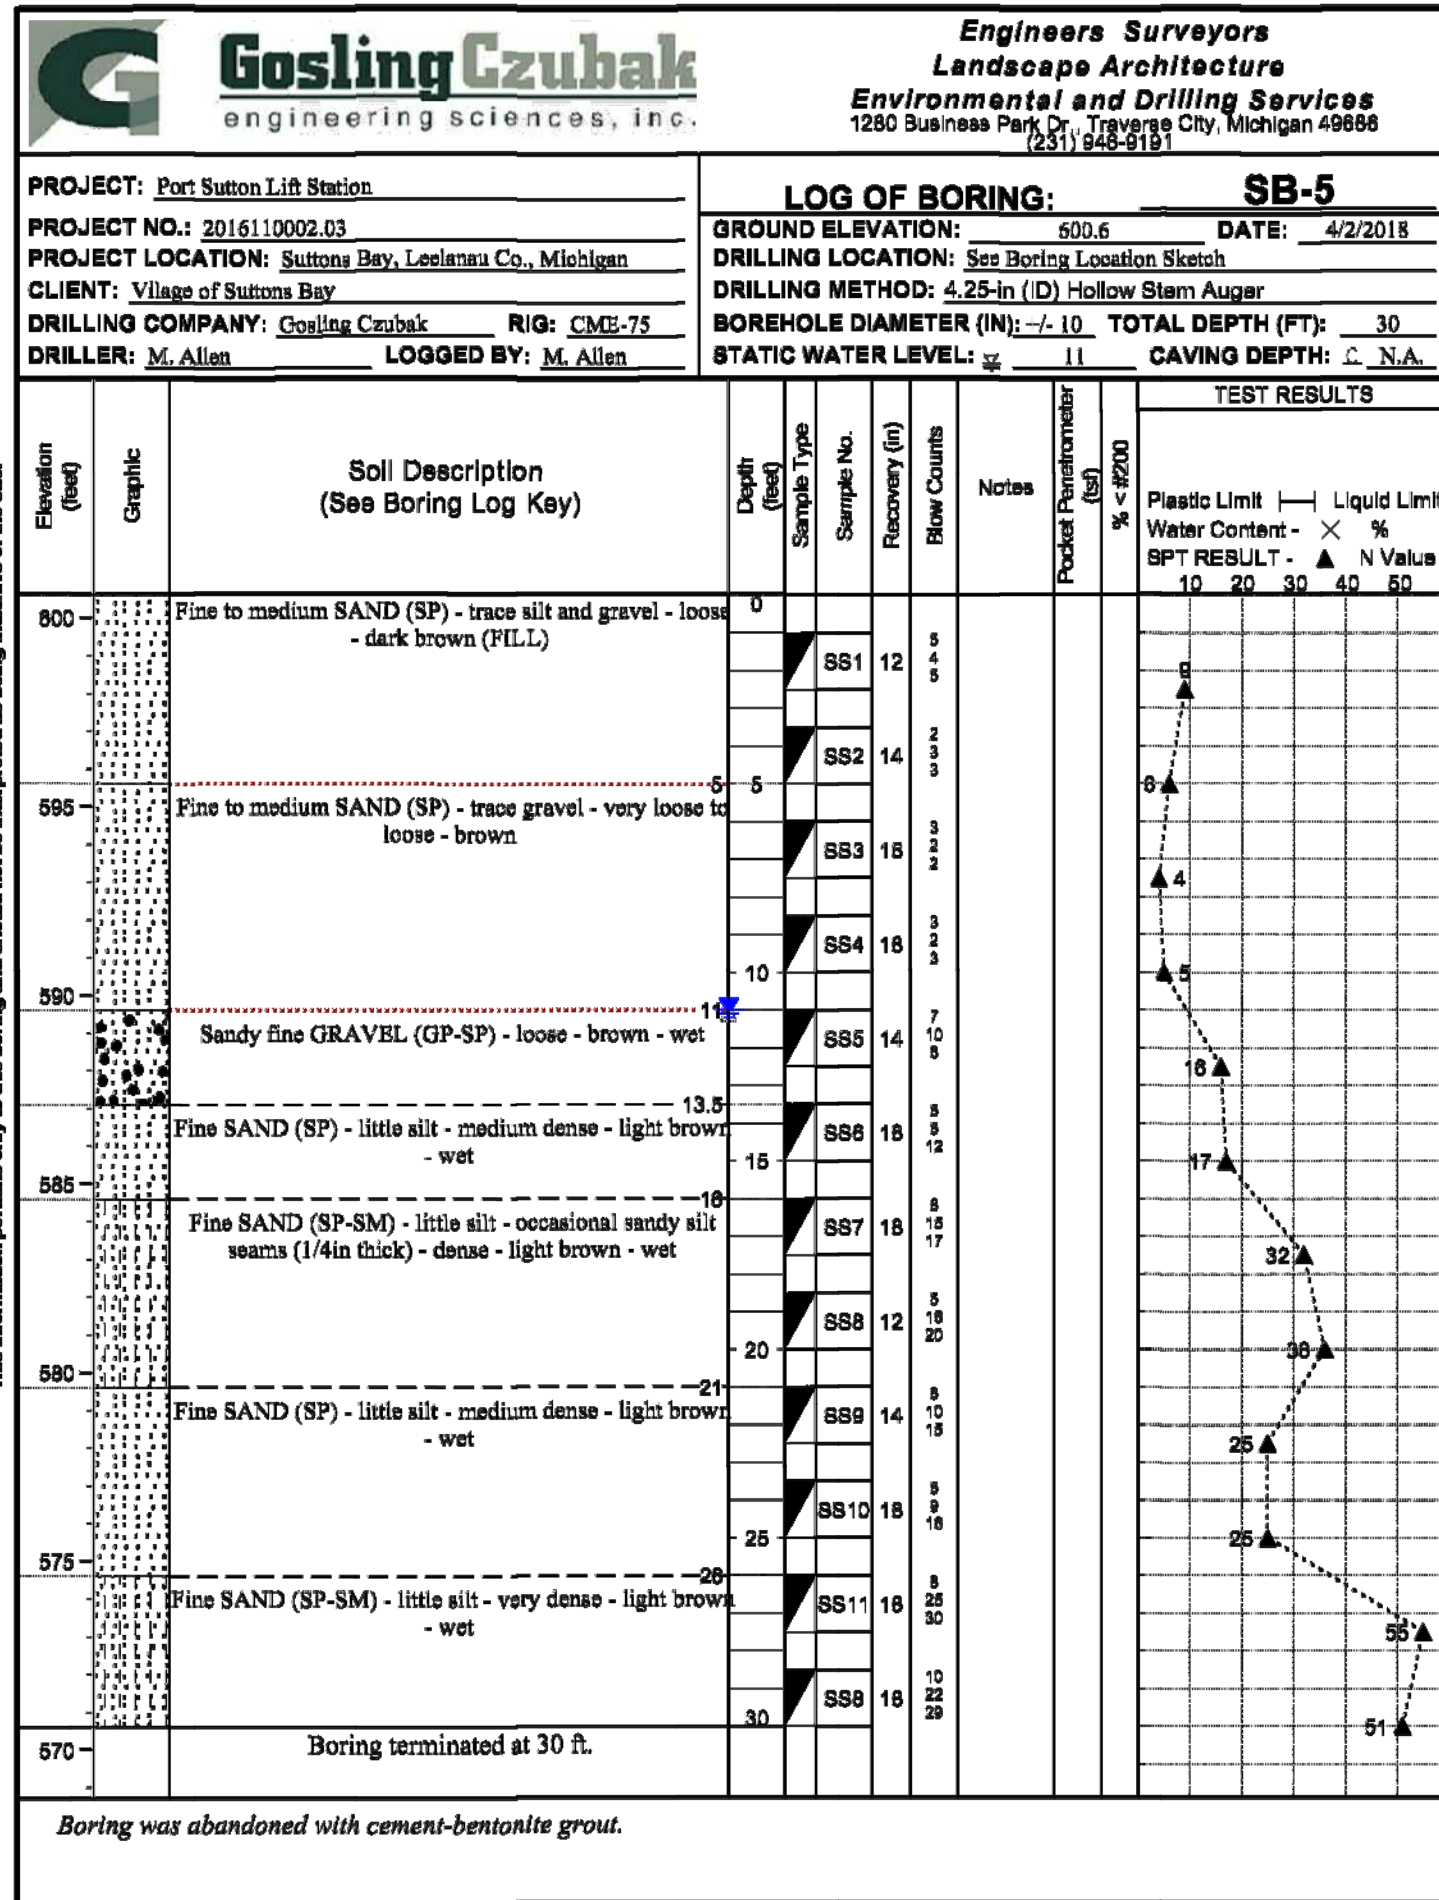 Gosling Czubak
engineering sciences, inc.
Engineers Surveyors
Landscape Architecture
Environmental and Drilling Services
1280 Business Park Dr., Traverse City, Michigan 49686
(231) 946-9191
PROJECT: Port Sutton Lift Station
PROJECT NO.: 2016110002.03
PROJECT LOCATION: Suttons Bay, Leelanau Co., Michigan
CLIENT: Vilage of Suttons Bay
DRILLING COMPANY: Gosling Czubak RIG: CME-75
DRILLER: M. Allen LOGGED BY: M. Allen
LOG OF BORING: SB-5
GROUND ELEVATION: 600.6 DATE: 4/2/2018
DRILLING LOCATION: See Boring Location Sketch
DRILLING METHOD: 4.25-in (ID) Hollow Stem Auger
BOREHOLE DIAMETER (IN): +/- 10 TOTAL DEPTH (FT): 30
STATIC WATER LEVEL: 11 CAVING DEPTH: C N.A.
Elevation
(feet)
Graphic
Soil Description
(See Boring Log Key)
Depth
(feet)
Sample Type
Sample No.
Recovery (in)
Blow Counts
Notes
Pocket Penetrometer
(tsf)
% < #200
TEST RESULTS
Plastic Limit Liquid Limit
Water Content - × %
SPT RESULT - ▲ N Value
10 20 30 40 50
600
Fine to medium SAND (SP) - trace silt and gravel - loose
- dark brown (FILL)
0
SS1 12
5
4
5
9
SS2 14
2
3
3
6
5
5
595
Fine to medium SAND (SP) - trace gravel - very loose to
loose - brown
SS3
3
2
2
4
SS4 18
3
2
3
5
10
590
11
Sandy fine GRAVEL (GP-SP) - loose - brown - wet
SS5 14
7
10
16
13.5
Fine SAND (SP) - little silt - medium dense - light brown
- wet
SS6 18
5
5
12
17
15
585
16
Fine SAND (SP-SM) - little silt - occasional sandy silt
seams (1/4in thick) - dense - light brown - wet
SS7 18
15
17
32
SS8 12
5
16
20
36
20
580
21
Fine SAND (SP) - little silt - medium dense - light brown
- wet
SS9 14
10
15
25
SS10 18
9
16
25
25
575
26
Fine SAND (SP-SM) - little silt - very dense - light brown
- wet
SS11 18
25
30
55
SS8 18
10
22
29
51
30
570
Boring terminated at 30 ft.
Boring was abandoned with cement-bentonite grout.